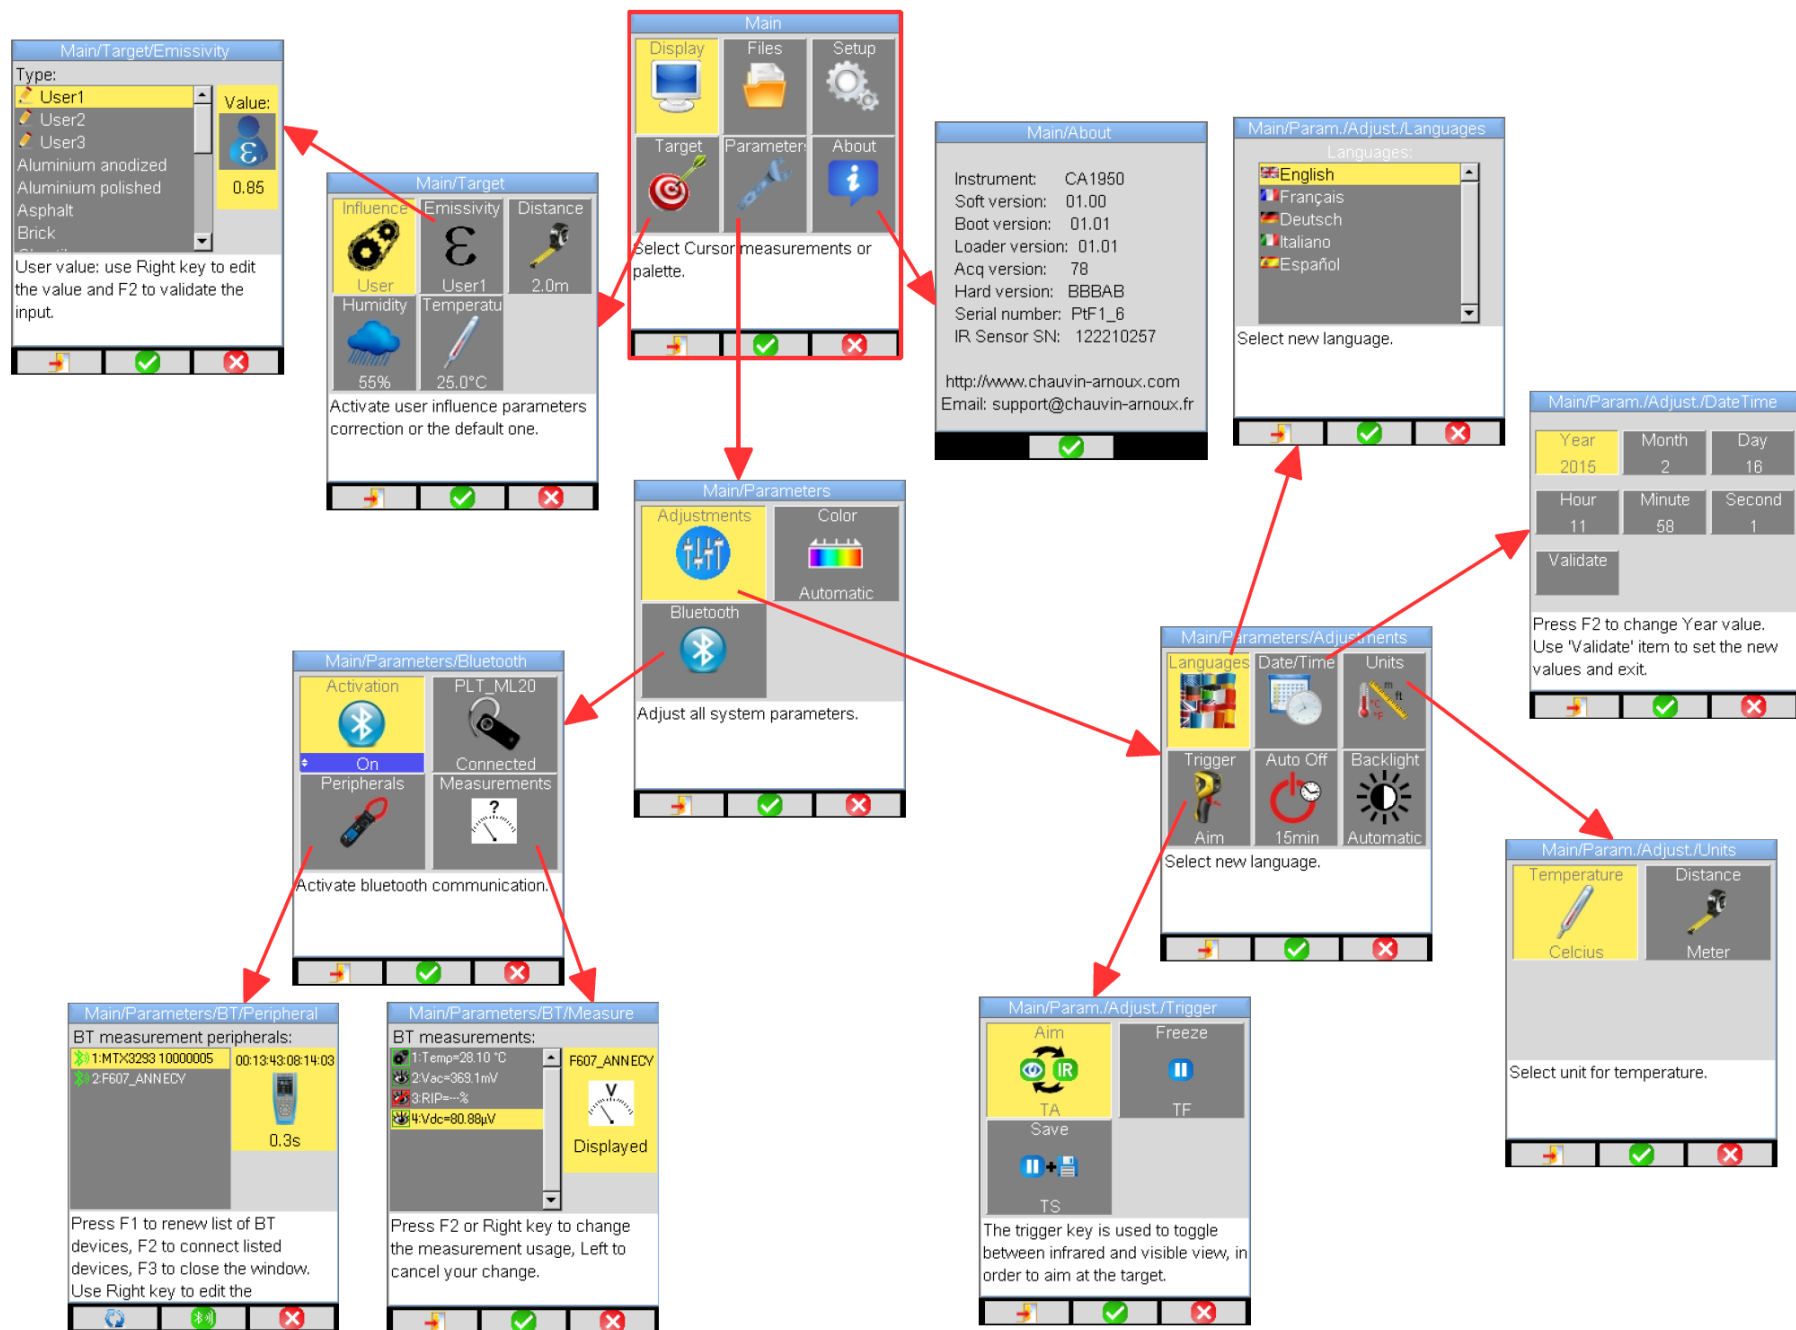 Main
Display
Files
Setup
Target
Parameter
About
Select Cursor measurements or
palette.
Main/Target/Emissivity
Type:
User1
User2
User3
Aluminium anodized
Aluminium polished
Asphalt
Brick
Value:
0.85
User value: use Right key to edit
the value and F2 to validate the
input.
Main/Target
Influence
User
Emissivity
User1
Distance
2.0m
Humidity
55%
Temperatu
25.0°C
Activate user influence parameters
correction or the default one.
Main/About
Instrument: CA1950
Soft version: 01.00
Boot version: 01.01
Loader version: 01.01
Acq version: 78
Hard version: BBBAB
Serial number: PtF1_6
IR Sensor SN: 122210257
http://www.chauvin-arnoux.com
Email: support@chauvin-arnoux.fr
Main/Param./Adjust./Languages
Languages:
English
Français
Deutsch
Italiano
Español
Select new language.
Main/Param./Adjust./DateTime
Year
2015
Month
2
Day
16
Hour
11
Minute
58
Second
1
Validate
Press F2 to change Year value.
Use 'Validate' item to set the new
values and exit.
Main/Parameters
Adjustments
Color
Automatic
Bluetooth
Adjust all system parameters.
Main/Parameters/Bluetooth
Activation
On
PLT_ML20
Connected
Peripherals
Measurements
?
Activate bluetooth communication.
Main/Parameters/Adjustments
Languages
Date/Time
Units
m
ft
°C
°F
Trigger
Aim
Auto Off
15min
Backlight
Automatic
Select new language.
Main/Param./Adjust./Units
Temperature
Celcius
Distance
Meter
Select unit for temperature.
Main/Parameters/BT/Peripheral
BT measurement peripherals:
1:MTX3293 10000005
2:F607_ANNECY
00:13:43:08:14:03
0.3s
Press F1 to renew list of BT
devices, F2 to connect listed
devices, F3 to close the window.
Use Right key to edit the
Main/Parameters/BT/Measure
BT measurements:
1:Temp=28.10 °C
2:Vac=369.1mV
3:RIP=---%
4:Vdc=80.88µV
F607_ANNECY
V
Displayed
Press F2 or Right key to change
the measurement usage, Left to
cancel your change.
Main/Param./Adjust./Trigger
Aim
IR
TA
Freeze
TF
Save
TS
The trigger key is used to toggle
between infrared and visible view, in
order to aim at the target.